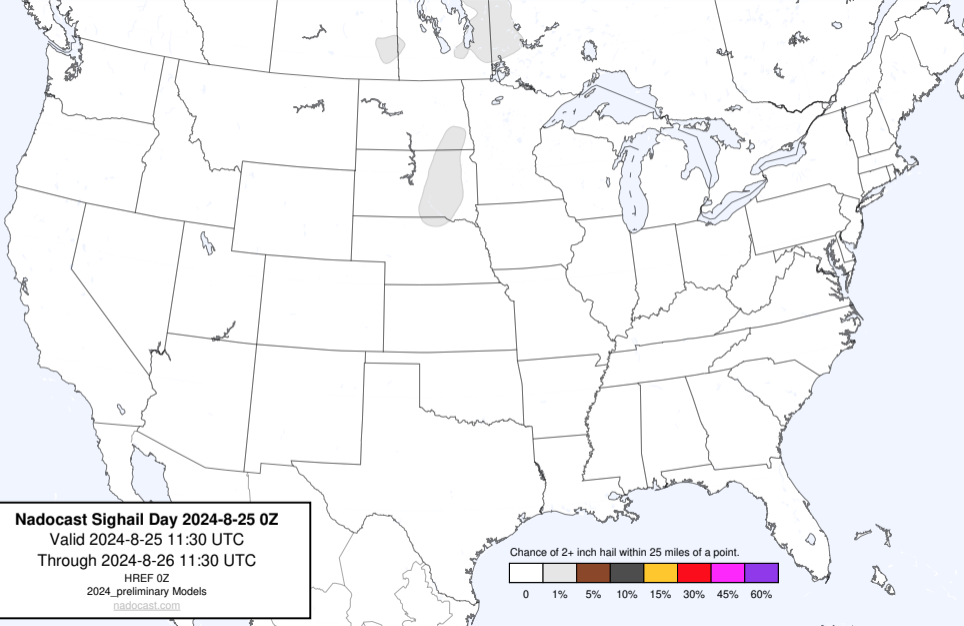 Nadocast Sighail Day 2024-8-25 0Z
Valid 2024-8-25 11:30 UTC
Through 2024-8-26 11:30 UTC
HREF 0Z
2024_preliminary Models
nadocast.com
Chance of 2+ inch hail within 25 miles of a point.
0 1% 5% 10% 15% 30% 45% 60%